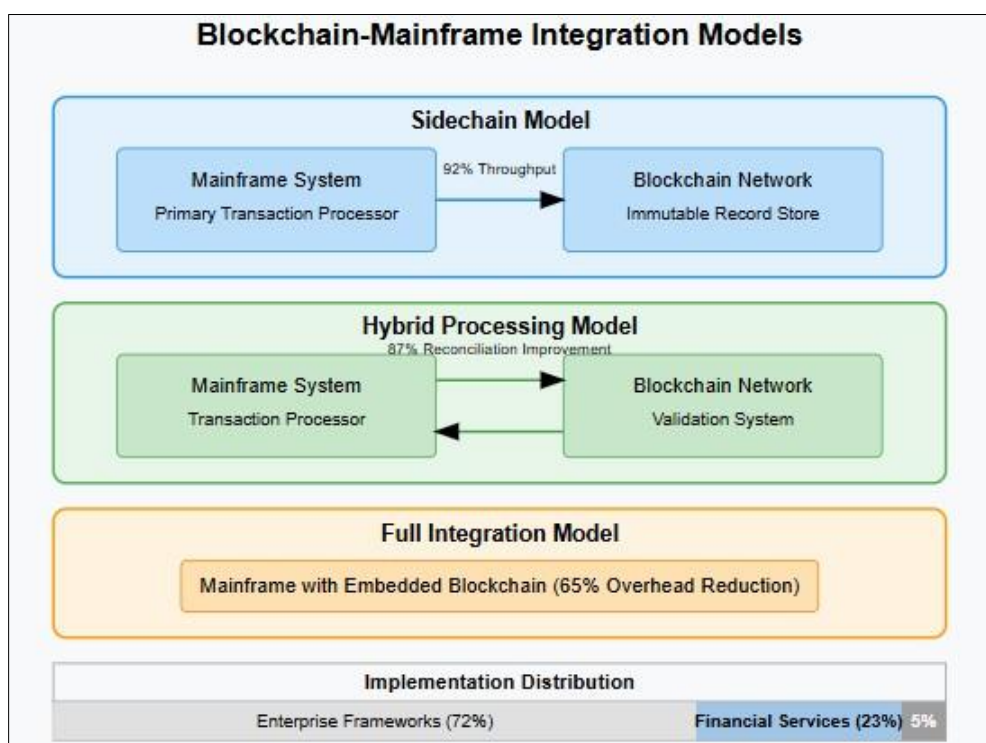 Blockchain-Mainframe Integration Models
Sidechain Model
Mainframe System
Primary Transaction Processor
92% Throughput
Blockchain Network
Immutable Record Store
Hybrid Processing Model
87% Reconciliation Improvement
Mainframe System
Transaction Processor
Blockchain Network
Validation System
Full Integration Model
Mainframe with Embedded Blockchain (65% Overhead Reduction)
Implementation Distribution
Enterprise Frameworks (72%)
Financial Services (23%)
5%